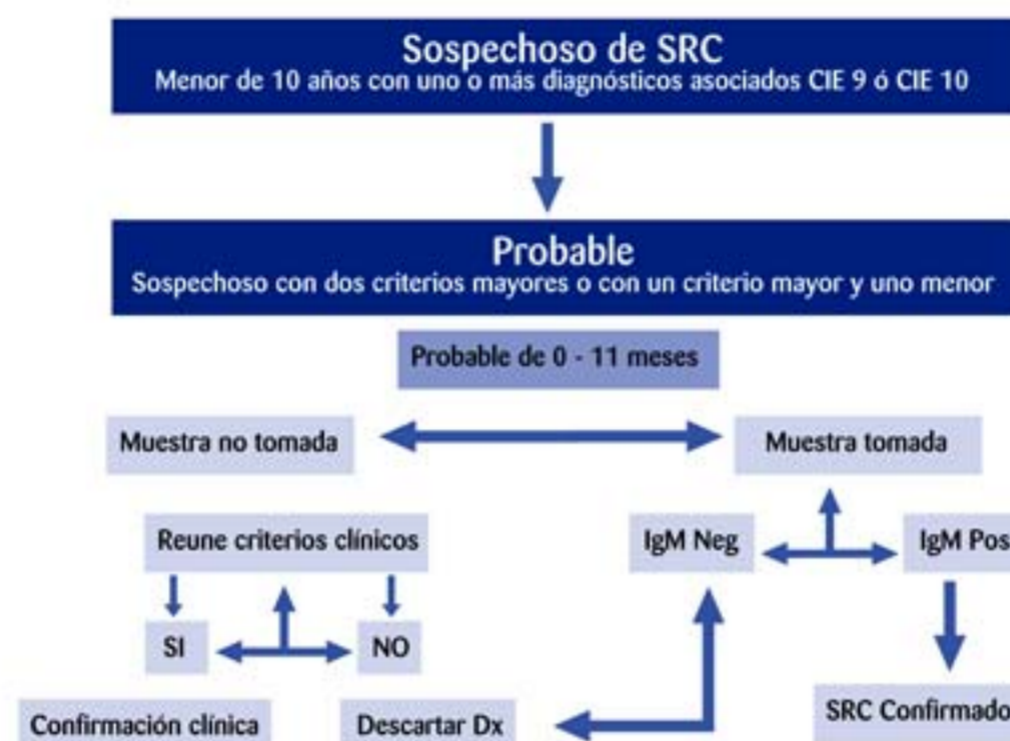 Sospechoso de SRC
Menor de 10 años con uno o más diagnósticos asociados CIE 9 ó CIE 10
Probable
Sospechoso con dos criterios mayores o con un criterio mayor y uno menor
Probable de 0 - 11 meses
Muestra no tomada
Muestra tomada
Reune criterios clínicos
IgM Neg
IgM Pos
SI
NO
Confirmación clínica
Descartar Dx
SRC Confirmado